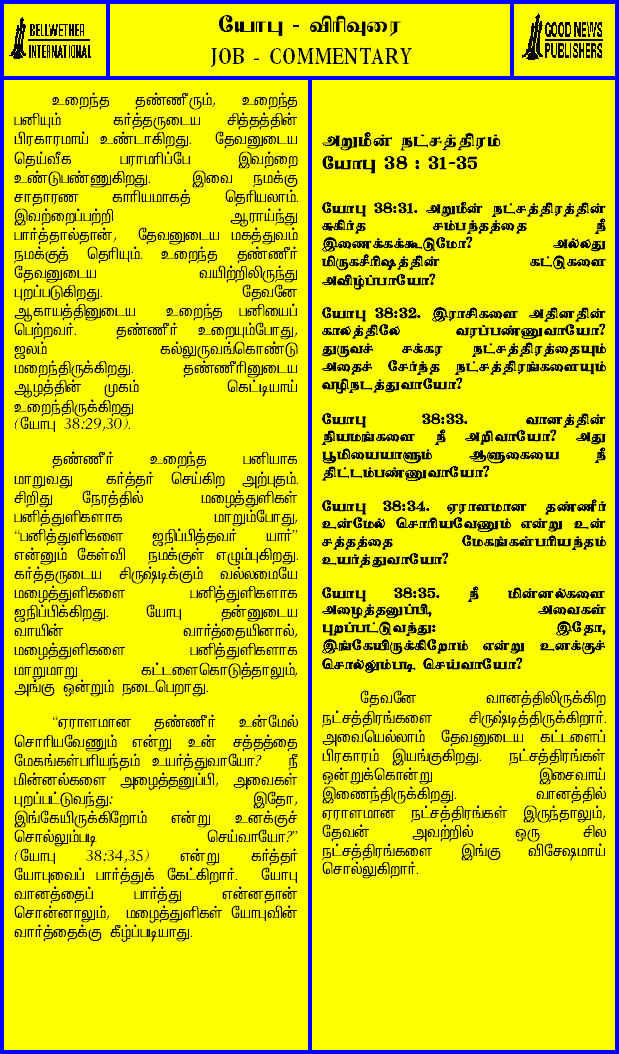 BELLWETHER
INTERNATIONAL
யோபு - விரிவுரை
JOB - COMMENTARY
GOOD NEWS
PUBLISHERS
உறைந்த தண்ணீரும், உறைந்த
பனியும் கர்த்தருடைய சித்தத்தின்
பிரகாரமாய் உண்டாகிறது. தேவனுடைய
தெய்வீக பராமரிப்பே இவற்றை
உண்டுபண்ணுகிறது. இவை நமக்கு
சாதாரண காரியமாகத் தெரியலாம்.
இவற்றைப்பற்றி ஆராய்ந்து
பார்த்தால்தான், தேவனுடைய மகத்துவம்
நமக்குத் தெரியும். உறைந்த தண்ணீர்
தேவனுடைய வயிற்றிலிருந்து
புறப்படுகிறது. தேவனே
ஆகாயத்தினுடைய உறைந்த பனியைப்
பெற்றவர். தண்ணீர் உறையும்போது,
ஜலம் கல்லுருவங்கொண்டு
மறைந்திருக்கிறது. தண்ணீரினுடைய
ஆழத்தின் முகம் கெட்டியாய்
உறைந்திருக்கிறது
(யோபு 38:29,30).
தண்ணீர் உறைந்த பனியாக
மாறுவது கர்த்தர் செய்கிற அற்புதம்.
சிறிது நேரத்தில் மழைத்துளிகள்
பனித்துளிகளாக மாறும்போது,
“பனித்துளிகளை ஜநிப்பித்தவர் யார்”
என்னும் கேள்வி நமக்குள் எழும்புகிறது.
கர்த்தருடைய சிருஷ்டிக்கும் வல்லமையே
மழைத்துளிகளை பனித்துளிகளாக
ஜநிப்பிக்கிறது. யோபு தன்னுடைய
வாயின் வார்த்தையினால்,
மழைத்துளிகளை பனித்துளிகளாக
மாறுமாறு கட்டளைகொடுத்தாலும்,
அங்கு ஒன்றும் நடைபெறாது.
“ஏராளமான தண்ணீர் உன்மேல்
சொரியவேணும் என்று உன் சத்தத்தை
மேகங்கள்பரியந்தம் உயர்த்துவாயோ? நீ
மின்னல்களை அழைத்தனுப்பி, அவைகள்
புறப்பட்டுவந்து: இதோ,
இங்கேயிருக்கிறோம் என்று உனக்குச்
சொல்லும்படி செய்வாயோ?”
(யோபு 38:34,35) என்று கர்த்தர்
யோபுவைப் பார்த்துக் கேட்கிறார். யோபு
வானத்தைப் பார்த்து என்னதான்
சொன்னாலும், மழைத்துளிகள் யோபுவின்
வார்த்தைக்கு கீழ்ப்படியாது.
அறுமீன் நட்சத்திரம்
யோபு 38 : 31-35
யோபு 38:31. அறுமீன் நட்சத்திரத்தின்
சுகிர்த சம்பந்தத்தை நீ
இணைக்கக்கூடுமோ? அல்லது
மிருகசீரிஷத்தின் கட்டுகளை
அவிழ்ப்பாயோ?
யோபு 38:32. இராசிகளை அதினதின்
காலத்திலே வரப்பண்ணுவாயோ?
துருவச் சக்கர நட்சத்திரத்தையும்
அதைச் சேர்ந்த நட்சத்திரங்களையும்
வழிநடத்துவாயோ?
யோபு 38:33. வானத்தின்
நியமங்களை நீ அறிவாயோ? அது
பூமியையாளும் ஆளுகையை நீ
திட்டம்பண்ணுவாயோ?
யோபு 38:34. ஏராளமான தண்ணீர்
உன்மேல் சொரியவேணும் என்று உன்
சத்தத்தை மேகங்கள்பரியந்தம்
உயர்த்துவாயோ?
யோபு 38:35. நீ மின்னல்களை
அழைத்தனுப்பி, அவைகள்
புறப்பட்டுவந்து: இதோ,
இங்கேயிருக்கிறோம் என்று உனக்குச்
சொல்லும்படி செய்வாயோ?
தேவனே வானத்திலிருக்கிற
நட்சத்திரங்களை சிருஷ்டித்திருக்கிறார்.
அவையெல்லாம் தேவனுடைய கட்டளைப்
பிரகாரம் இயங்குகிறது. நட்சத்திரங்கள்
ஒன்றுக்கொன்று இசைவாய்
இணைந்திருக்கிறது. வானத்தில்
ஏராளமான நட்சத்திரங்கள் இருந்தாலும்,
தேவன் அவற்றில் ஒரு சில
நட்சத்திரங்களை இங்கு விசேஷமாய்
சொல்லுகிறார்.